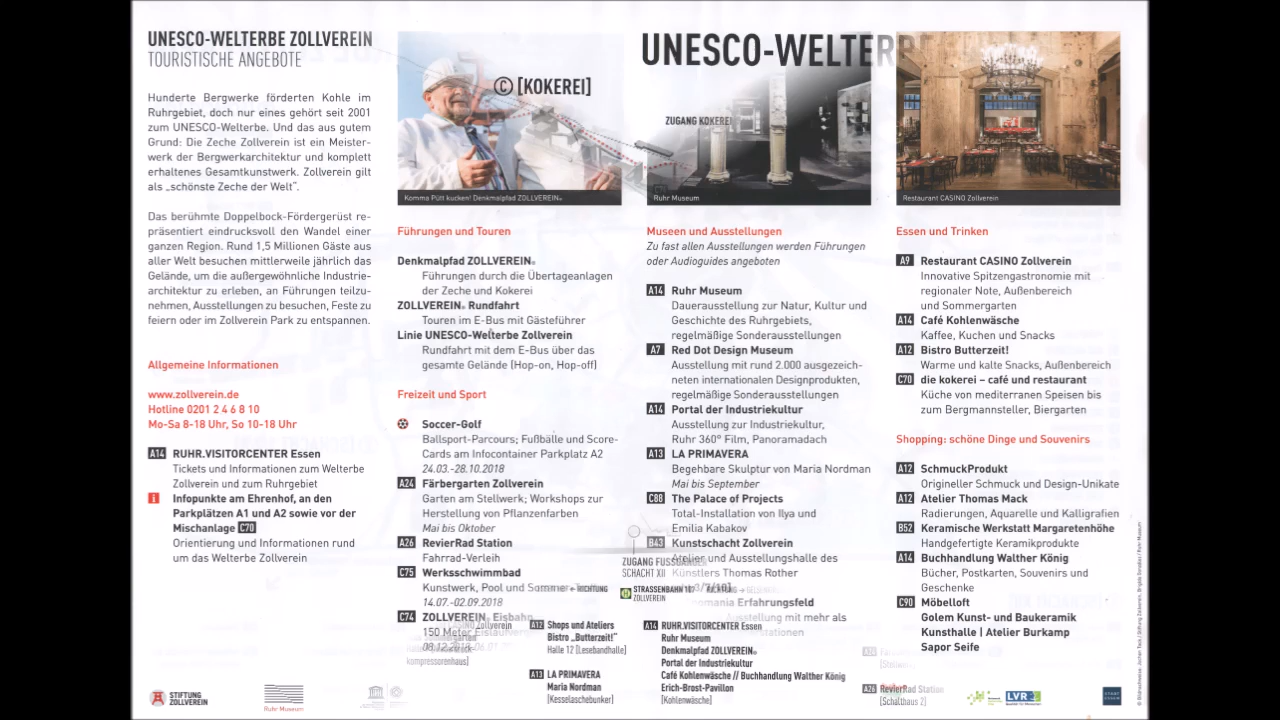 UNESCO-WELTERBE ZOLLVEREIN
TOURISTISCHE ANGEBOTE
Hunderte Bergwerke förderten Kohle im
Ruhrgebiet, doch nur eines gehört seit 2001
zum UNESCO-Welterbe. Und das aus gutem
Grund: Die Zeche Zollverein ist ein Meister-
werk der Bergwerkarchitektur und komplett
erhaltenes Gesamtkunstwerk. Zollverein gilt
als „schönste Zeche der Welt“.
Das berühmte Doppelbock-Fördergerüst re-
präsentiert eindrucksvoll den Wandel einer
ganzen Region. Rund 1,5 Millionen Gäste aus
aller Welt besuchen mittlerweile jährlich das
Gelände, um die außergewöhnliche Industrie-
architektur zu erleben, an Führungen teilzu-
nehmen, Ausstellungen zu besuchen, Feste zu
feiern oder im Zollverein Park zu entspannen.
Allgemeine Informationen
www.zollverein.de
Hotline 0201 2 4 6 8 10
Mo-Sa 8-18 Uhr, So 10-18 Uhr
A14 RUHR.VISITORCENTER Essen
Tickets und Informationen zum Welterbe
Zollverein und zum Ruhrgebiet
i Infopunkte am Ehrenhof, an den
Parkplätzen A1 und A2 sowie vor der
Mischanlage C70
Orientierung und Informationen rund
um das Welterbe Zollverein
STIFTUNG
ZOLLVEREIN
Ruhr Museum
© [KOKEREI]
Komma Pütt kucken! Denkmalpfad ZOLLVEREIN®
Führungen und Touren
Denkmalpfad ZOLLVEREIN®
Führungen durch die Übertageanlagen
der Zeche und Kokerei
ZOLLVEREIN® Rundfahrt
Touren im E-Bus mit Gästeführer
Linie UNESCO-Welterbe Zollverein
Rundfahrt mit dem E-Bus über das
gesamte Gelände (Hop-on, Hop-off)
Freizeit und Sport
Soccer-Golf
Ballsport-Parcours; Fußbälle und Score-
Cards am Infocontainer Parkplatz A2
24.03.-28.10.2018
A24 Färbergarten Zollverein
Garten am Stellwerk; Workshops zur
Herstellung von Pflanzenfarben
Mai bis Oktober
A26 RevierRad Station
Fahrrad-Verleih
C75 Werksschwimmbad
Kunstwerk, Pool und Sommer-
14.07.-02.09.2018
C74 ZOLLVEREIN® Eisbahn
150 Meter
UNESCO-WELTERBE
ZUGANG KOKEREI
Ruhr Museum
Museen und Ausstellungen
Zu fast allen Ausstellungen werden Führungen
oder Audioguides angeboten
A14 Ruhr Museum
Dauerausstellung zur Natur, Kultur und
Geschichte des Ruhrgebiets,
regelmäßige Sonderausstellungen
A7 Red Dot Design Museum
Ausstellung mit rund 2.000 ausgezeich-
neten internationalen Designprodukten,
regelmäßige Sonderausstellungen
A14 Portal der Industriekultur
Ausstellung zur Industriekultur,
Ruhr 360° Film, Panoramadach
A13 LA PRIMAVERA
Begehbare Skulptur von Maria Nordman
Mai bis September
C88 The Palace of Projects
Total-Installation von Ilya und
Emilia Kabakov
B43 Kunstschacht Zollverein
Atelier und Ausstellungshalle des
Künstlers Thomas Rother
Erfahrungsfeld
Ausstellung mit mehr als
ZUGANG FUSSGÄNGER
SCHACHT XII
STRASSENBAHN 107
ZOLLVEREIN
A12 Shops und Ateliers
Bistro „Butterzeit!“
Halle 12 [Lesebandhalle]
A13 LA PRIMAVERA
Maria Nordman
[Kesselaschebunker]
A14 RUHR.VISITORCENTER Essen
Ruhr Museum
Denkmalpfad ZOLLVEREIN®
Portal der Industriekultur
Café Kohlenwäsche // Buchhandlung Walther König
Erich-Brost-Pavillon
[Kohlenwäsche]
A26 RevierRad Station
[Schalthaus 2]
Restaurant CASINO Zollverein
Essen und Trinken
A9 Restaurant CASINO Zollverein
Innovative Spitzengastronomie mit
regionaler Note, Außenbereich
und Sommergarten
A14 Café Kohlenwäsche
Kaffee, Kuchen und Snacks
A12 Bistro Butterzeit!
Warme und kalte Snacks, Außenbereich
C70 die kokerei – café und restaurant
Küche von mediterranen Speisen bis
zum Bergmannsteller, Biergarten
Shopping: schöne Dinge und Souvenirs
A12 SchmuckProdukt
Origineller Schmuck und Design-Unikate
A12 Atelier Thomas Mack
Radierungen, Aquarelle und Kalligrafien
B52 Keramische Werkstatt Margaretenhöhe
Handgefertigte Keramikprodukte
A14 Buchhandlung Walther König
Bücher, Postkarten, Souvenirs und
Geschenke
C90 Möbelloft
Golem Kunst- und Baukeramik
Kunsthalle | Atelier Burkamp
Sapor Seife
LVR